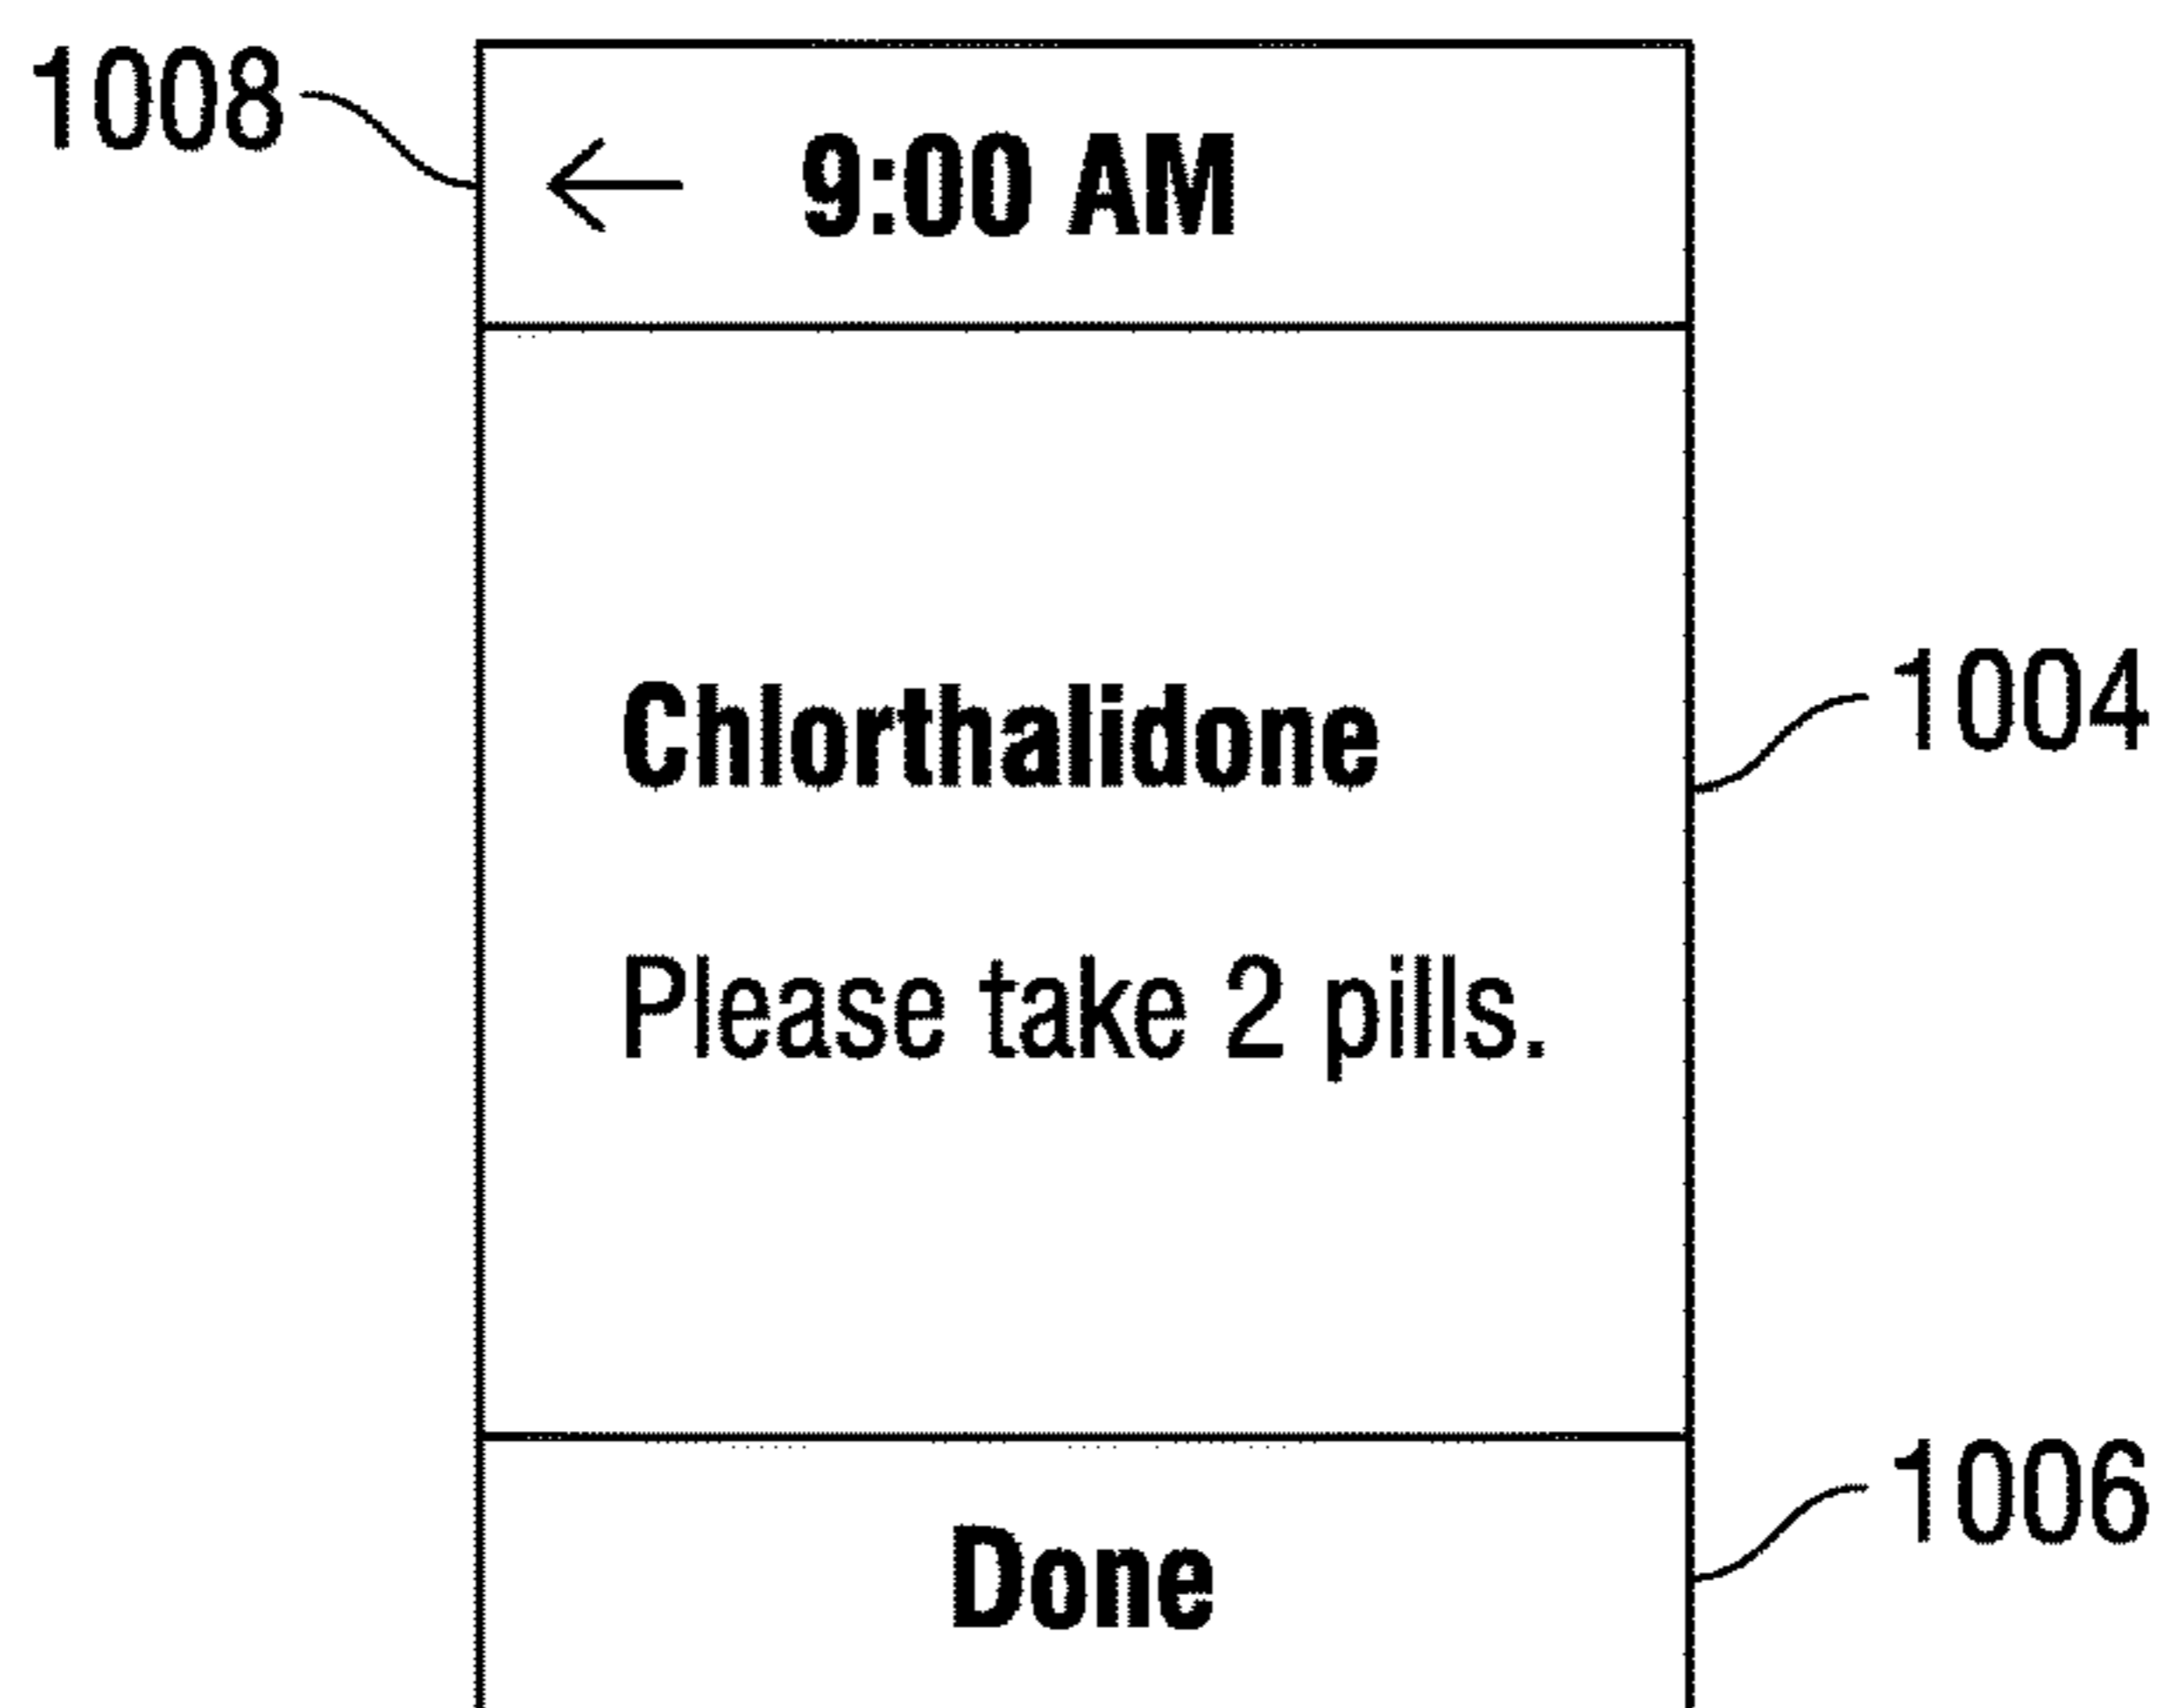 1008
← 9:00 AM
Chlorthalidone
1004
Please take 2 pills.
1006
Done